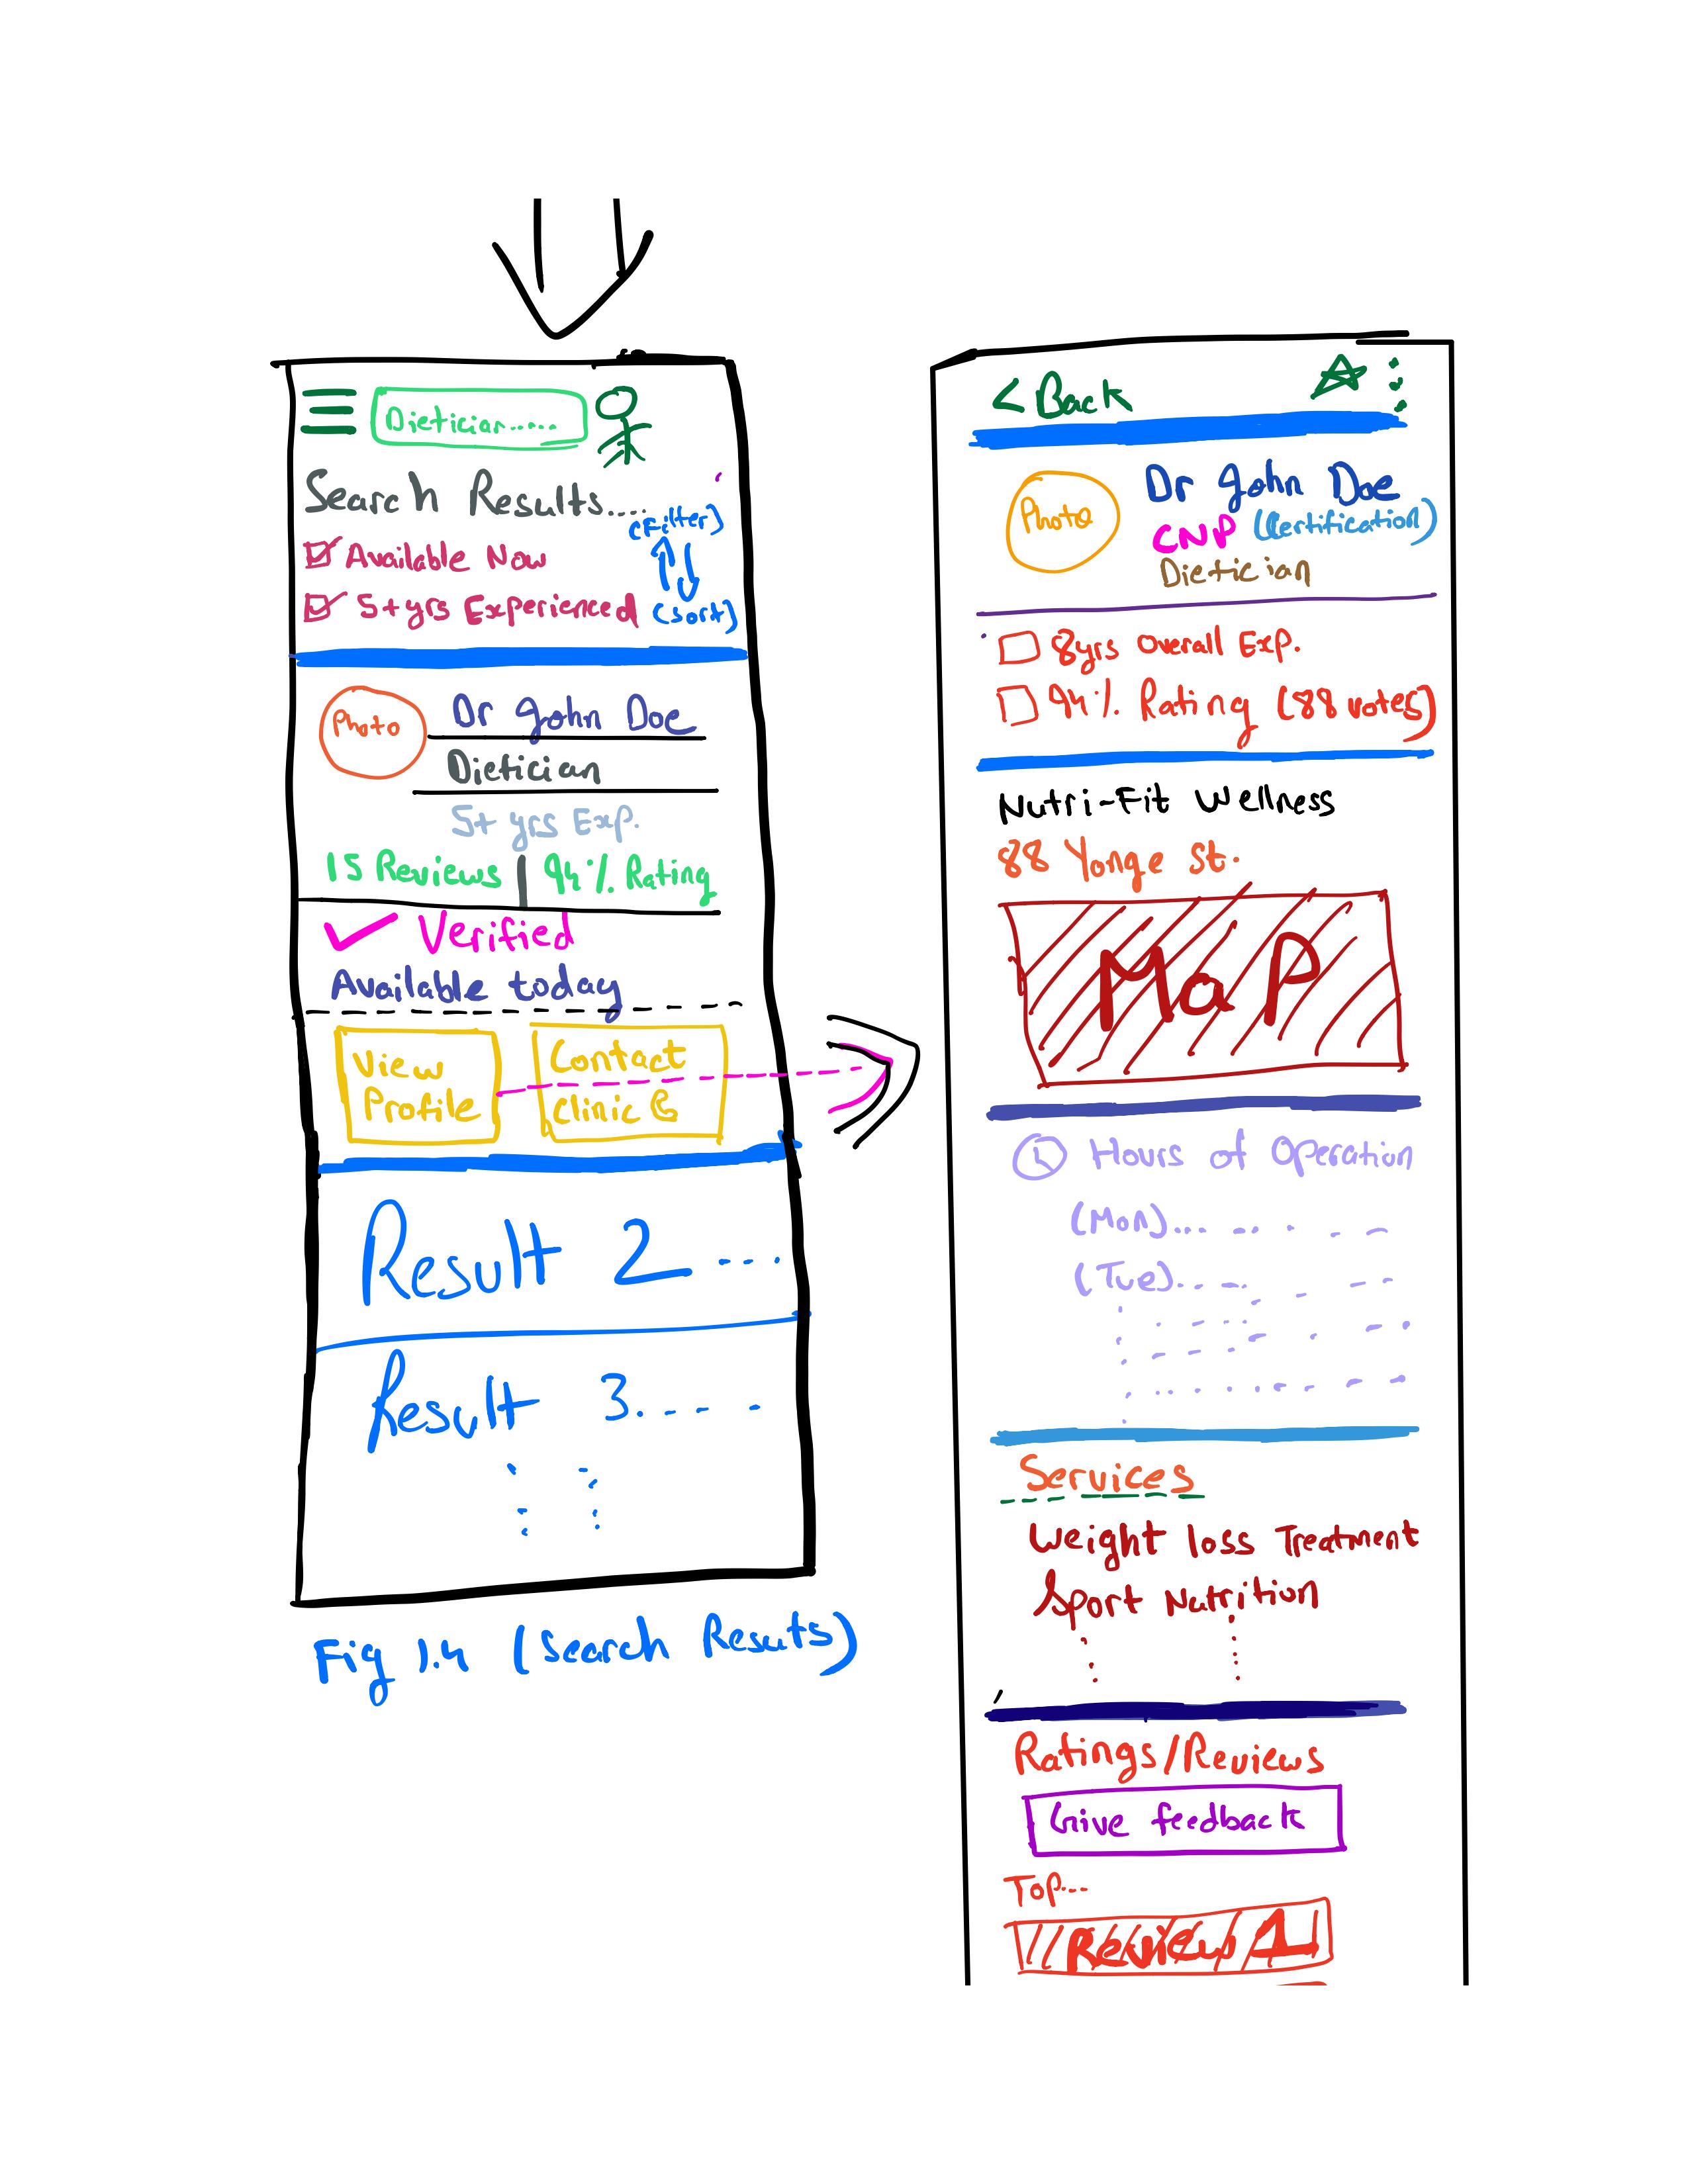 Dietician.....
Search Results....
(Filter)
Available Now
5+yrs Experienced
(sort)
Photo
Dr John Doe
Dietician
5+ yrs Exp.
15 Reviews | 94% Rating
Verified
Available today
View
Profile
Contact
Clinic
Result 2 ....
Result 3. - - -
Fig 1.4 (Search Resuts)
< Back
Photo
Dr John Doe
CNP (Certification)
Dietician
8yrs Overall Exp.
94% Rating (88 votes)
Nutri-Fit Wellness
88 Yonge St.
MaP
Hours of Operation
(Mon)...
(Tue)...
Services
Weight loss Treatment
Sport Nutrition
Ratings/Reviews
Give feedback
Top...
Review 1